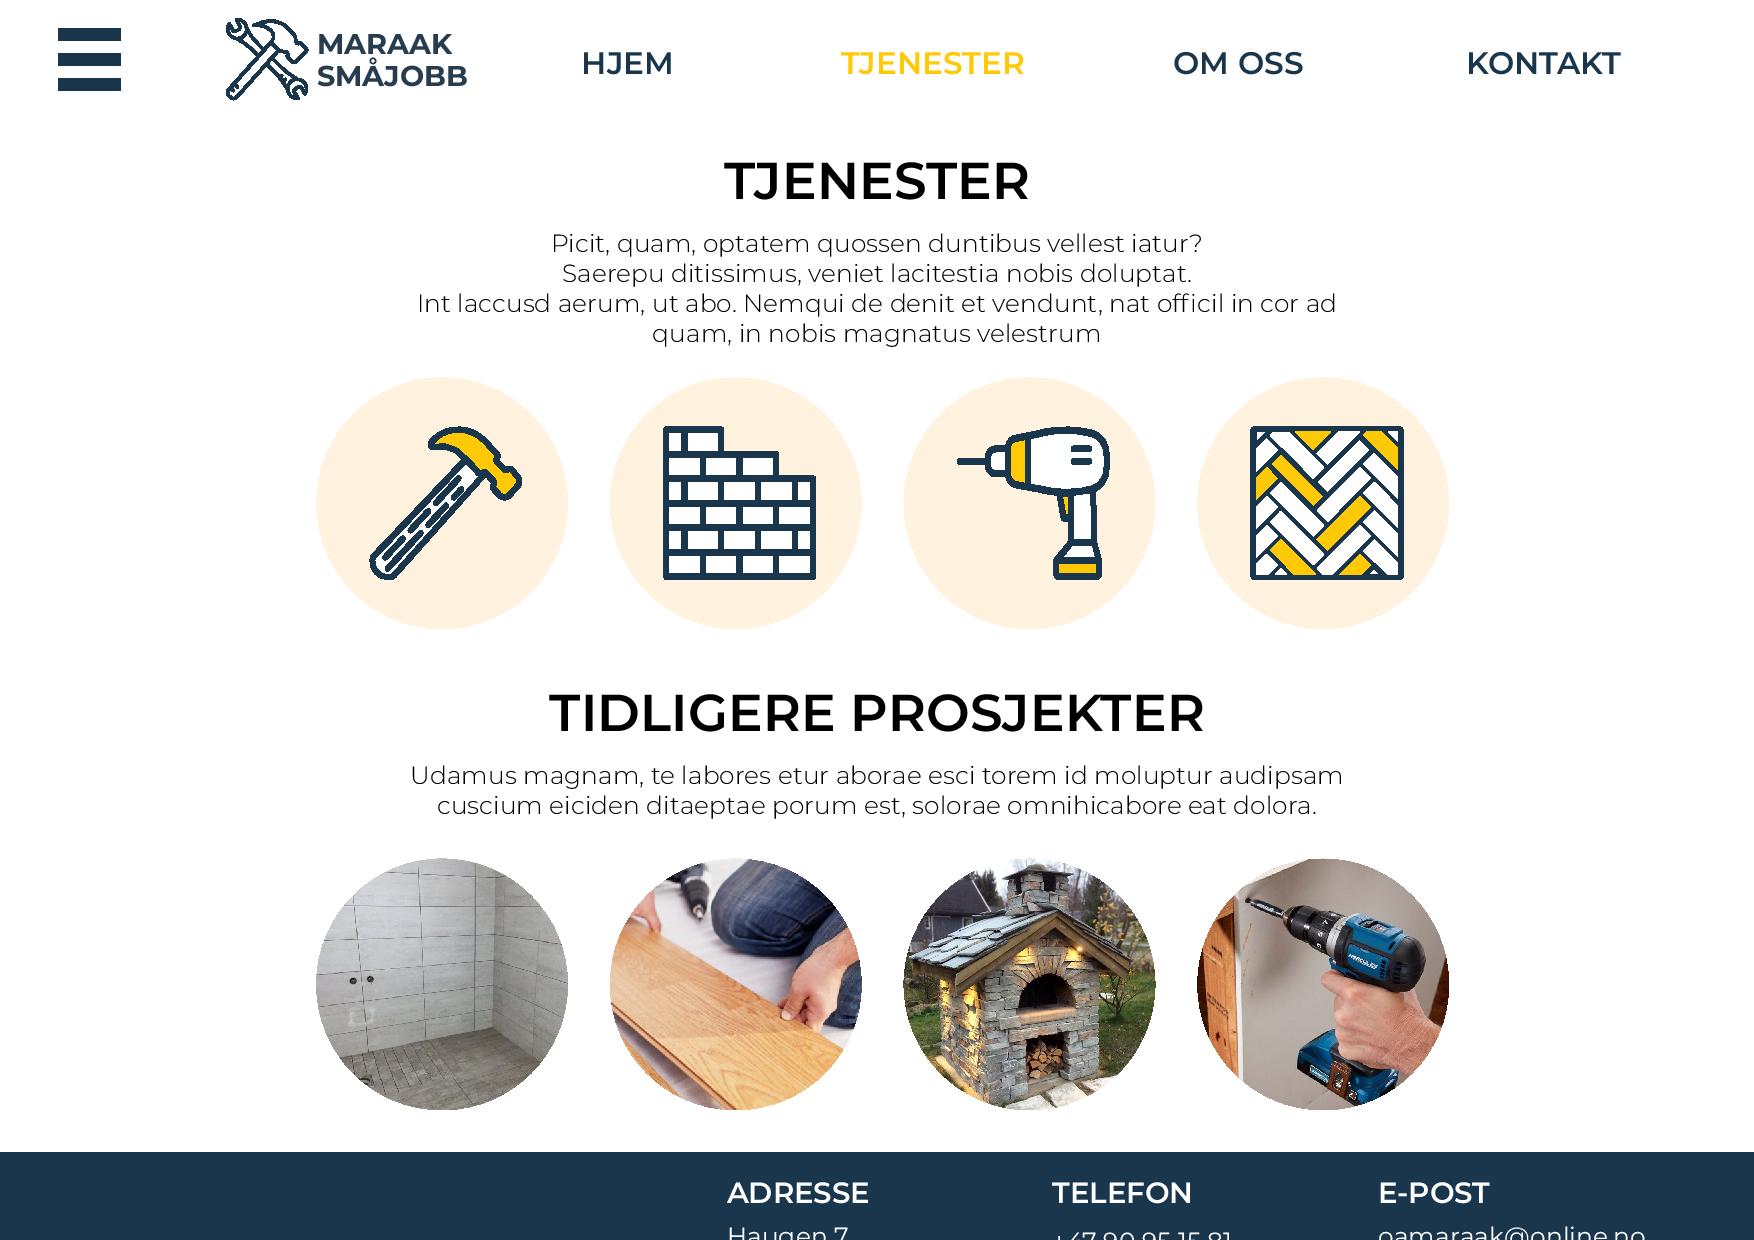 MARAAK
SMÅJOBB
HJEM
TJENESTER
OM OSS
KONTAKT
TJENESTER
Picit, quam, optatem quossen duntibus vellest iatur?
Saerepu ditissimus, veniet lacitestia nobis doluptat.
Int laccusd aerum, ut abo. Nemqui de denit et vendunt, nat officil in cor ad
quam, in nobis magnatus velestrum
TIDLIGERE PROSJEKTER
Udamus magnam, te labores etur aborae esci torem id moluptur audipsam
cuscium eiciden ditaeptae porum est, solorae omnihicabore eat dolora.
HERCULES
ADRESSE
TELEFON
E-POST
Haugen 7
+47 90 95 15 81
oamaraak@online.no